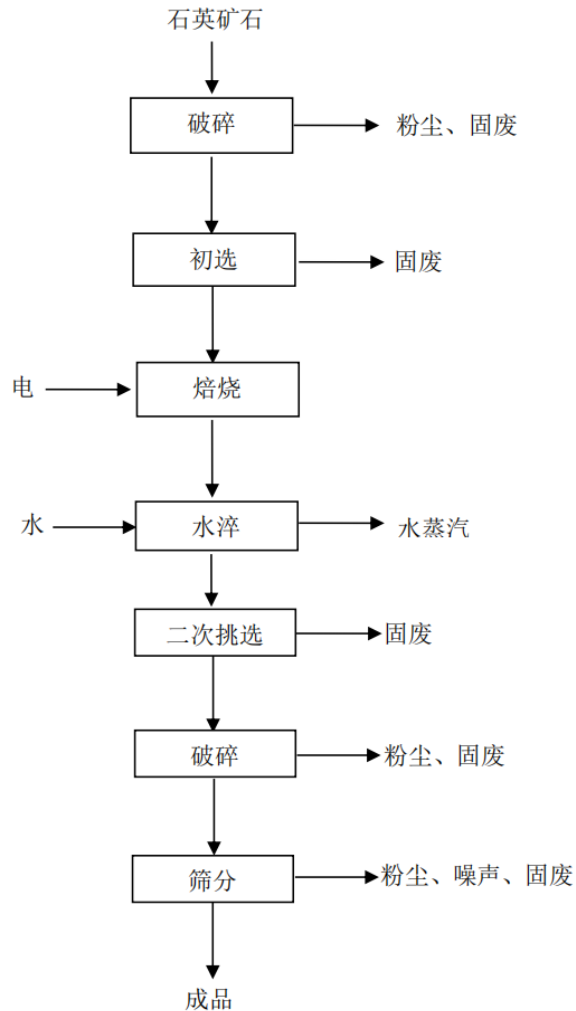 石英矿石
破碎
粉尘、固废
初选
固废
电
焙烧
水
水淬
水蒸汽
二次挑选
固废
破碎
粉尘、固废
筛分
粉尘、噪声、固废
成品